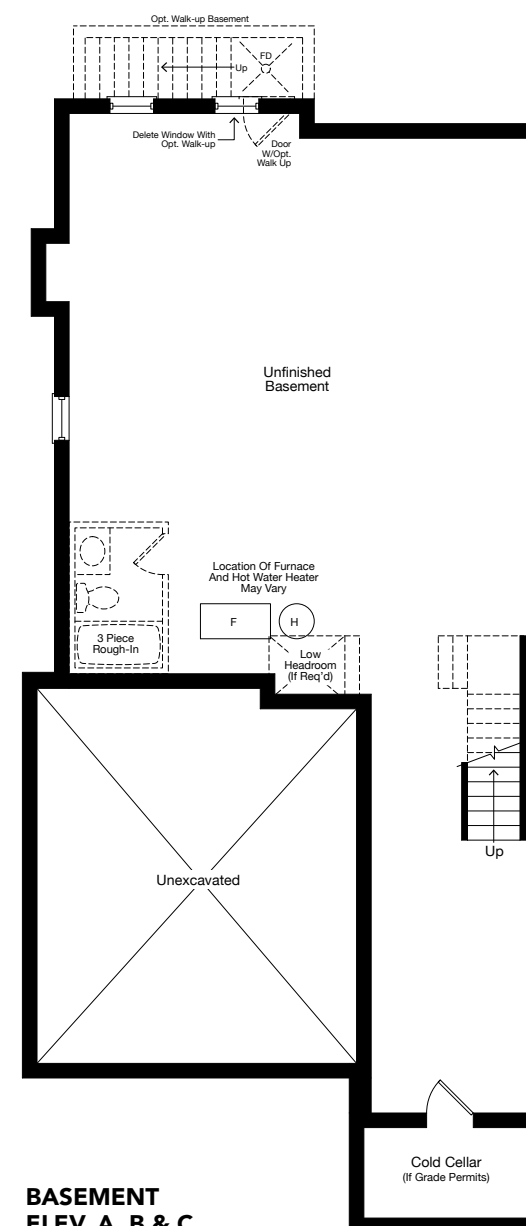 Opt. Walk-up Basement
FD
Up
Delete Window With
Opt. Walk-up
Door
W/Opt.
Walk Up
Unfinished
Basement
Location Of Furnace
And Hot Water Heater
May Vary
F
H
3 Piece
Rough-In
Low
Headroom
(If Req'd)
Up
Unexcavated
Cold Cellar
(If Grade Permits)
BASEMENT
ELEV. A, B & C